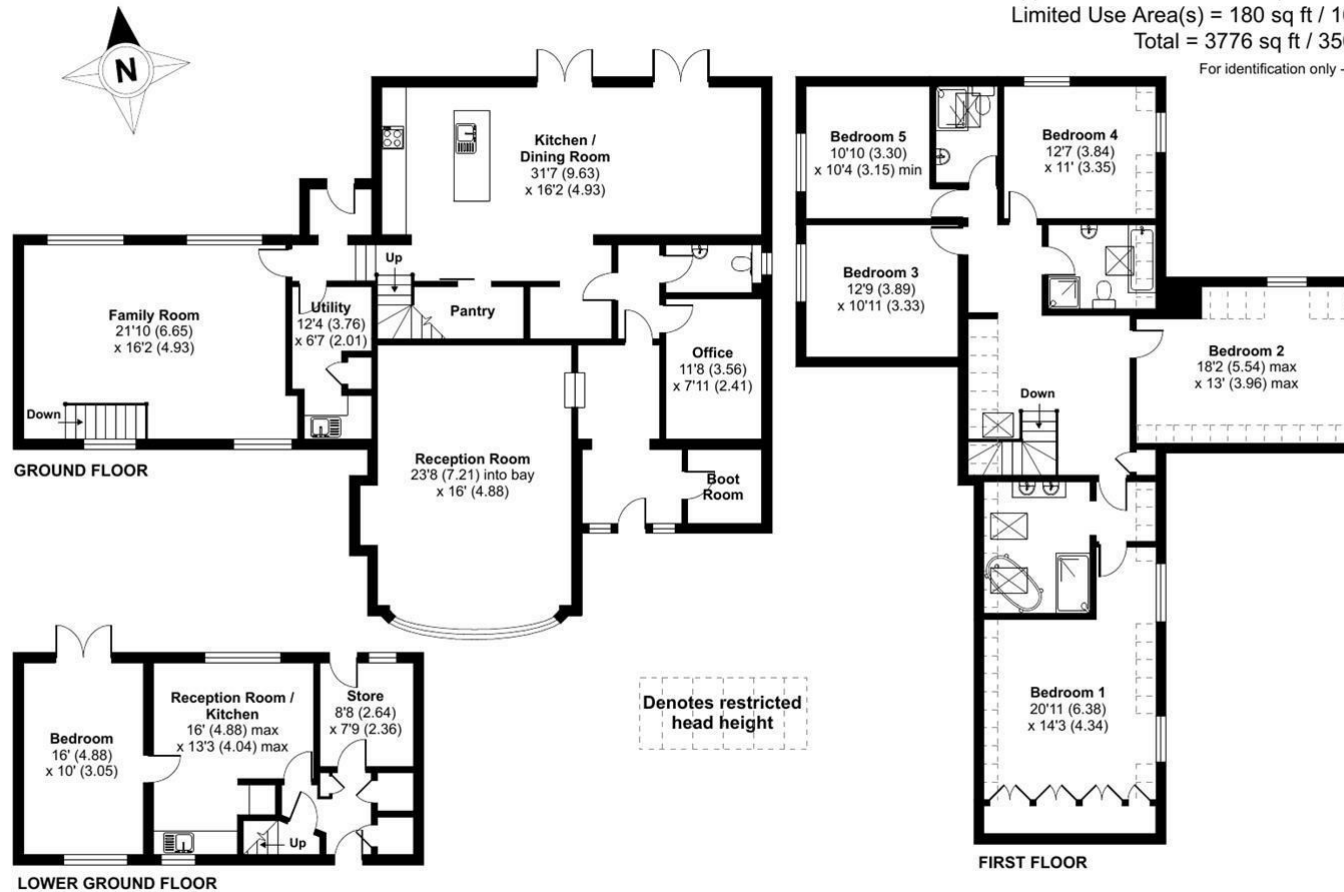 Limited Use Area(s) = 180 sq ft / 1
Total = 3776 sq ft / 35
For identification only -
N
Kitchen /
Dining Room
31'7 (9.63)
x 16'2 (4.93)
Up
Pantry
Utility
12'4 (3.76)
x 6'7 (2.01)
Family Room
21'10 (6.65)
x 16'2 (4.93)
Down
Office
11'8 (3.56)
x 7'11 (2.41)
Reception Room
23'8 (7.21) into bay
x 16' (4.88)
Boot
Room
GROUND FLOOR
Bedroom 5
10'10 (3.30)
x 10'4 (3.15) min
Bedroom 4
12'7 (3.84)
x 11' (3.35)
Bedroom 3
12'9 (3.89)
x 10'11 (3.33)
Bedroom 2
18'2 (5.54) max
x 13' (3.96) max
Down
Bedroom 1
20'11 (6.38)
x 14'3 (4.34)
FIRST FLOOR
Denotes restricted
head height
Bedroom
16' (4.88)
x 10' (3.05)
Reception Room /
Kitchen
16' (4.88) max
x 13'3 (4.04) max
Store
8'8 (2.64)
x 7'9 (2.36)
Up
LOWER GROUND FLOOR